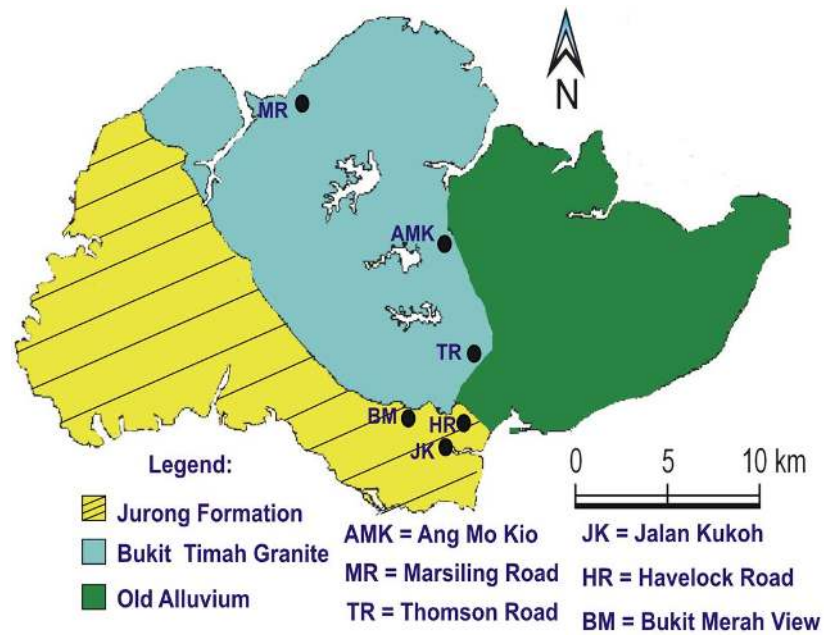 N
MR
AMK
TR
BM
HR
JK
0 5 10 km
Legend:
Jurong Formation
Bukit Timah Granite
Old Alluvium
AMK = Ang Mo Kio
MR = Marsiling Road
TR = Thomson Road
JK = Jalan Kukoh
HR = Havelock Road
BM = Bukit Merah View